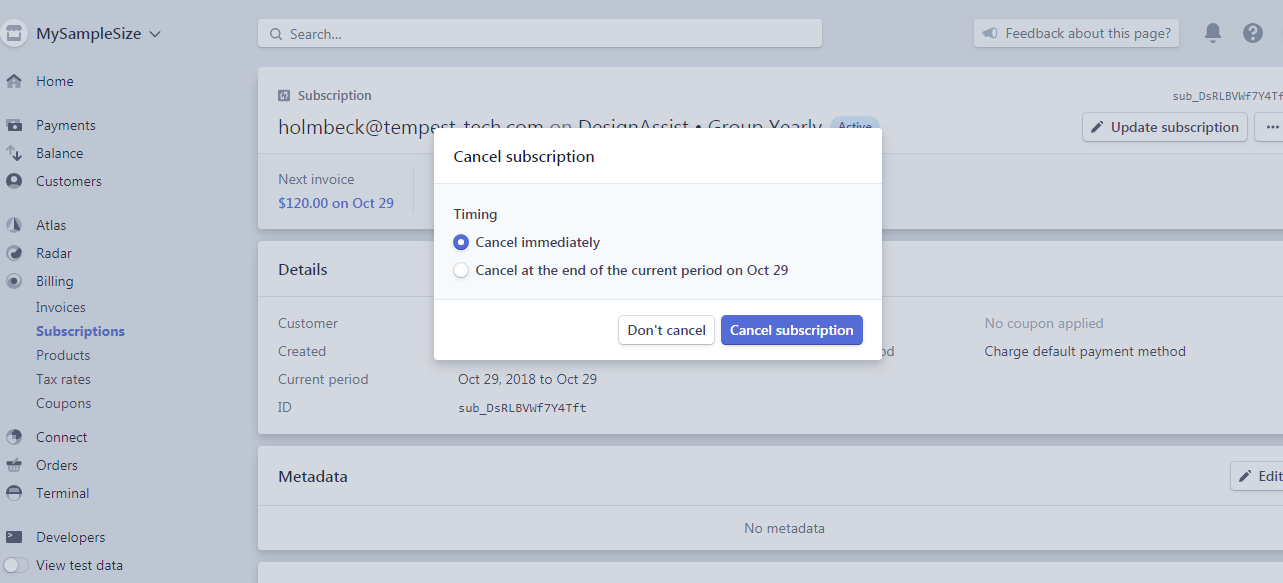 MySampleSize
Search...
Feedback about this page?
Home
Payments
Balance
Customers
Atlas
Radar
Billing
Invoices
Subscriptions
Products
Tax rates
Coupons
Connect
Orders
Terminal
Developers
View test data
Subscription
sub_DsRLBVWf7Y4Tf
holmbeck@tempest-tech.com on DesignAssist • Group Yearly Active
Update subscription
Next invoice
$120.00 on Oct 29
Cancel subscription
Timing
Cancel immediately
Cancel at the end of the current period on Oct 29
Don't cancel Cancel subscription
Details
Customer
No coupon applied
Created
Charge default payment method
Current period Oct 29, 2018 to Oct 29
ID sub_DsRLBVWf7Y4Tft
Metadata
Edit
No metadata